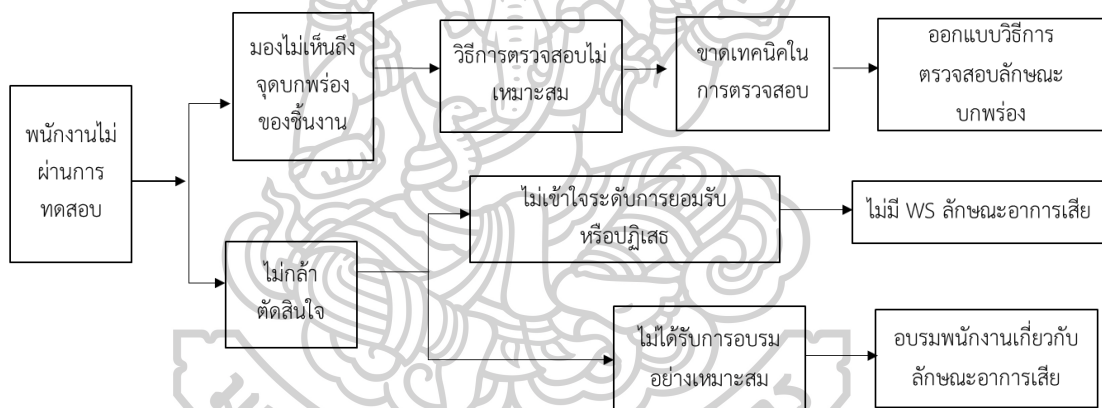 พนักงานไม่
ผ่านการ
ทดสอบ
มองไม่เห็นถึง
จุดบกพร่อง
ของชิ้นงาน
วิธีการตรวจสอบไม่
เหมาะสม
ขาดเทคนิคใน
การตรวจสอบ
ออกแบบวิธีการ
ตรวจสอบลักษณะ
บกพร่อง
ไม่กล้า
ตัดสินใจ
ไม่เข้าใจระดับการยอมรับ
หรือปฏิเสธ
ไม่มี WS ลักษณะอาการเสีย
ไม่ได้รับการอบรม
อย่างเหมาะสม
อบรมพนักงานเกี่ยวกับ
ลักษณะอาการเสีย